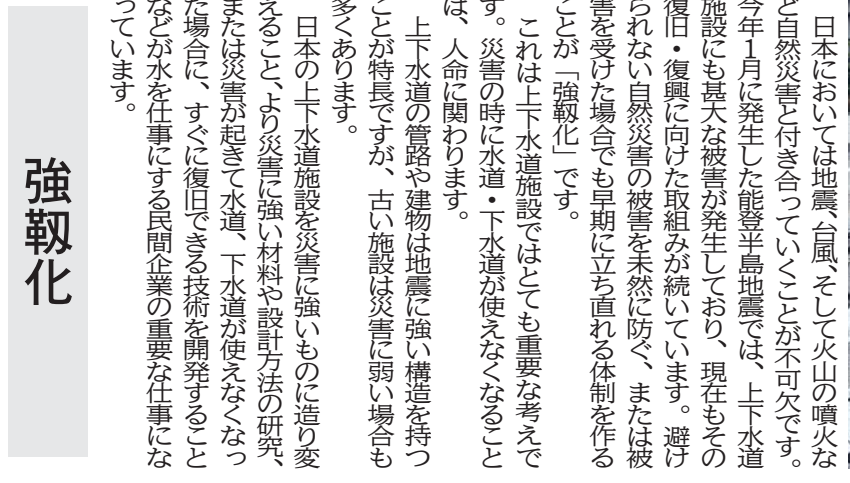 日本においては地震、台風、そして火山の噴火な
ど自然災害と付き合っていくことが不可欠です。
今年1月に発生した能登半島地震では、上下水道
施設にも甚大な被害が発生しており、現在もその
復旧・復興に向けた取組みが続いています。避け
られない自然災害の被害を未然に防ぐ、または被
害を受けた場合でも早期に立ち直れる体制を作る
ことが「強靱化」です。
これは上下水道施設ではとても重要な考えで
す。災害の時に水道・下水道が使えなくなること
は、人命に関わります。
上下水道の管路や建物は地震に強い構造を持つ
ことが特長ですが、古い施設は災害に弱い場合も
多くあります。
日本の上下水道施設を災害に強いものに造り変
えること、より災害に強い材料や設計方法の研究、
または災害が起きて水道、下水道が使えなくなっ
た場合に、すぐに復旧できる技術を開発すること
などが水を仕事にする民間企業の重要な仕事にな
っています。
強靱化